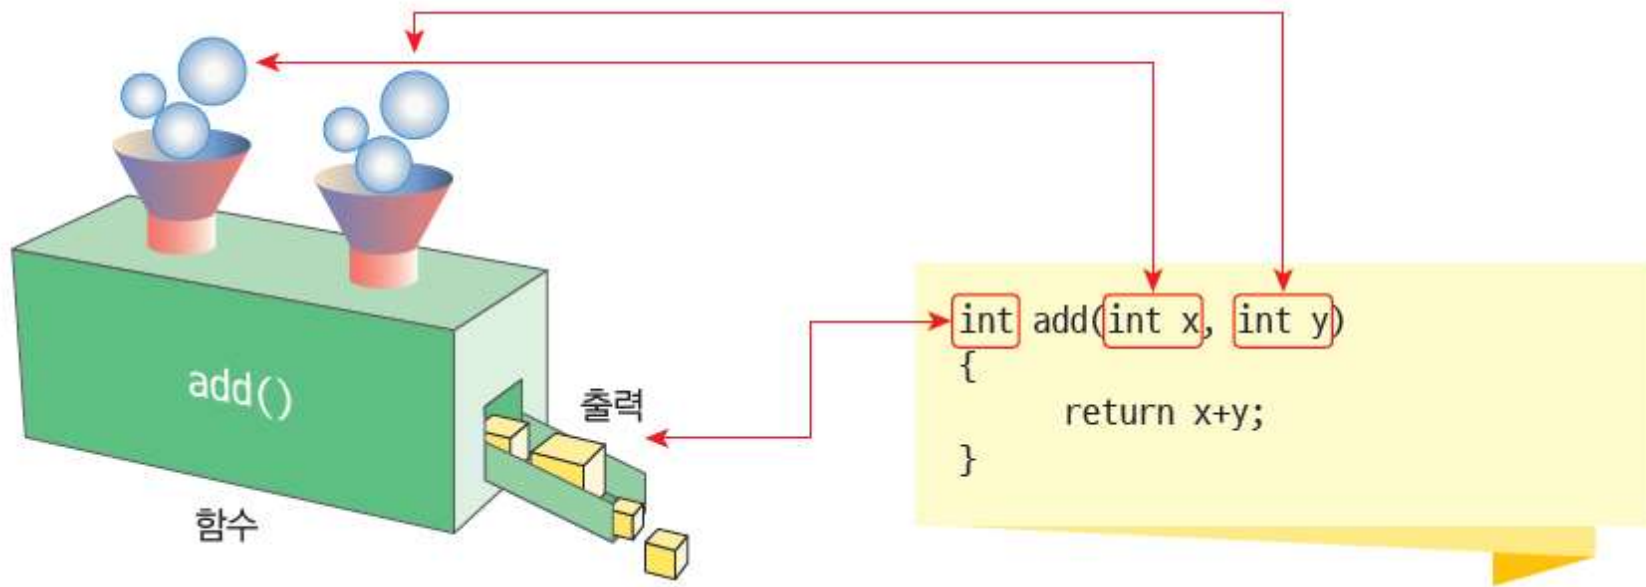 add()
함수
출력
int add(int x, int y)
{
return x+y;
}